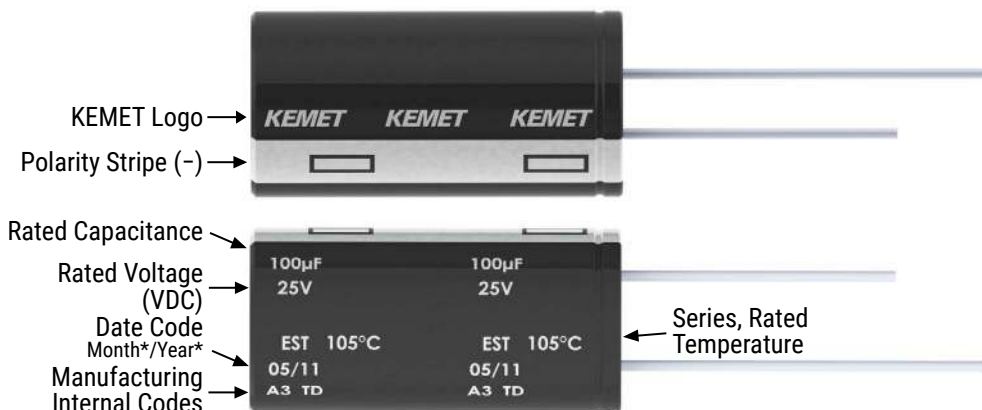 KEMET Logo
KEMET KEMET KEMET
Polarity Stripe (−)
Rated Capacitance
100µF 100µF
Rated Voltage
(VDC)
25V 25V
Date Code
Month*/Year*
EST 105°C EST 105°C
Series, Rated
Temperature
05/11 05/11
Manufacturing
Internal Codes
A3 TD A3 TD